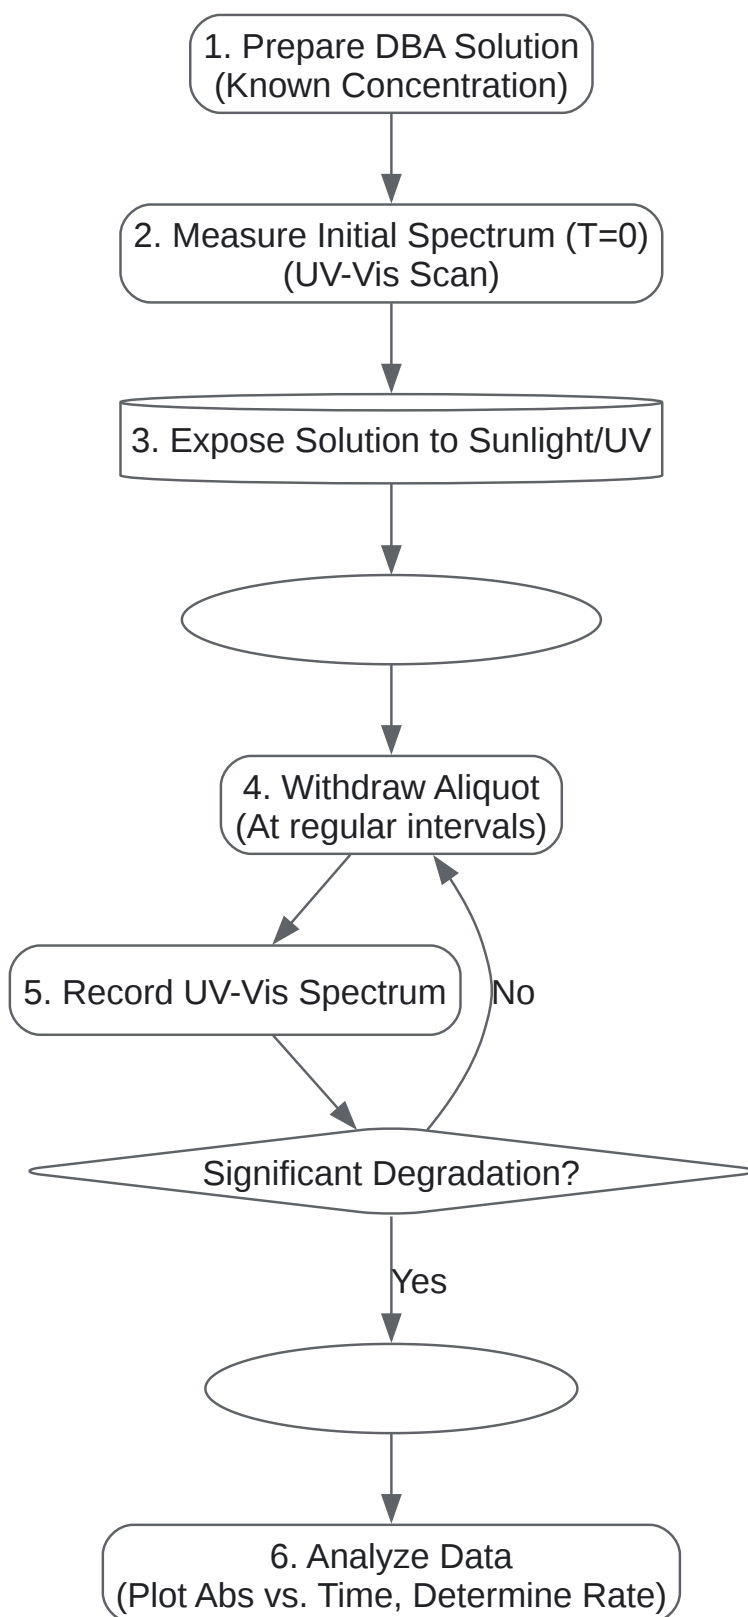 1. Prepare DBA Solution
(Known Concentration)
2. Measure Initial Spectrum (T=0)
(UV-Vis Scan)
3. Expose Solution to Sunlight/UV
4. Withdraw Aliquot
(At regular intervals)
5. Record UV-Vis Spectrum
No
Significant Degradation?
Yes
6. Analyze Data
(Plot Abs vs. Time, Determine Rate)